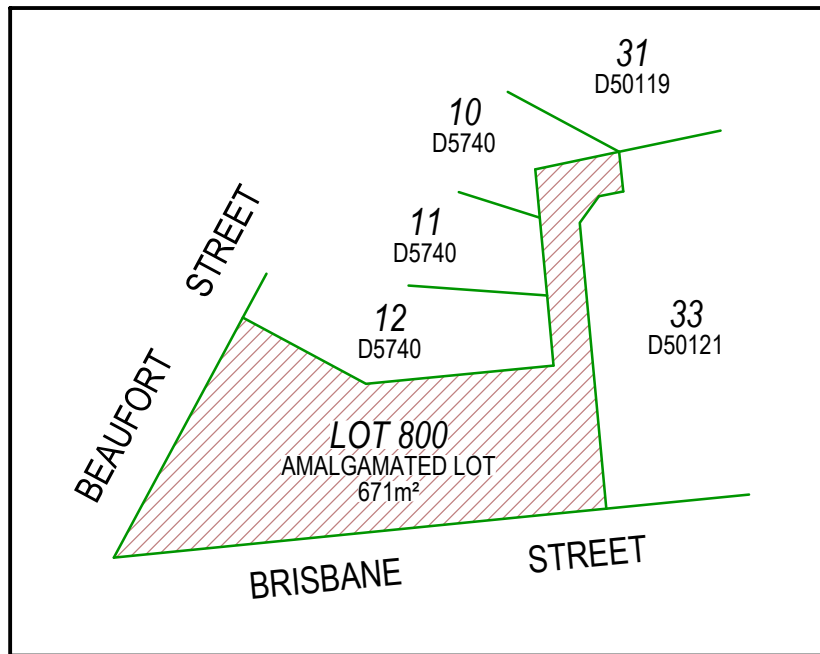 31
D50119
10
D5740
11
D5740
12
D5740
33
D50121
BEAUFORT STREET
LOT 800
AMALGAMATED LOT
671m²
BRISBANE STREET